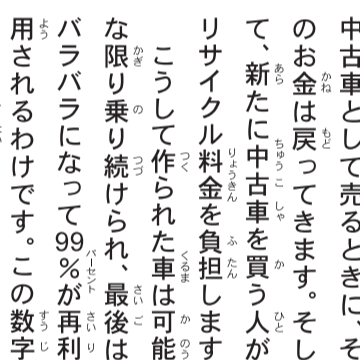 中古車として売るときに、そ
のお金は戻ってきます。そし
て、新たに中古車を買う人が
リサイクル料金を負担します
こうして作られた車は可能
な限り乗り続けられ、最後は
バラバラになって99%が再利
用されるわけです。この数字